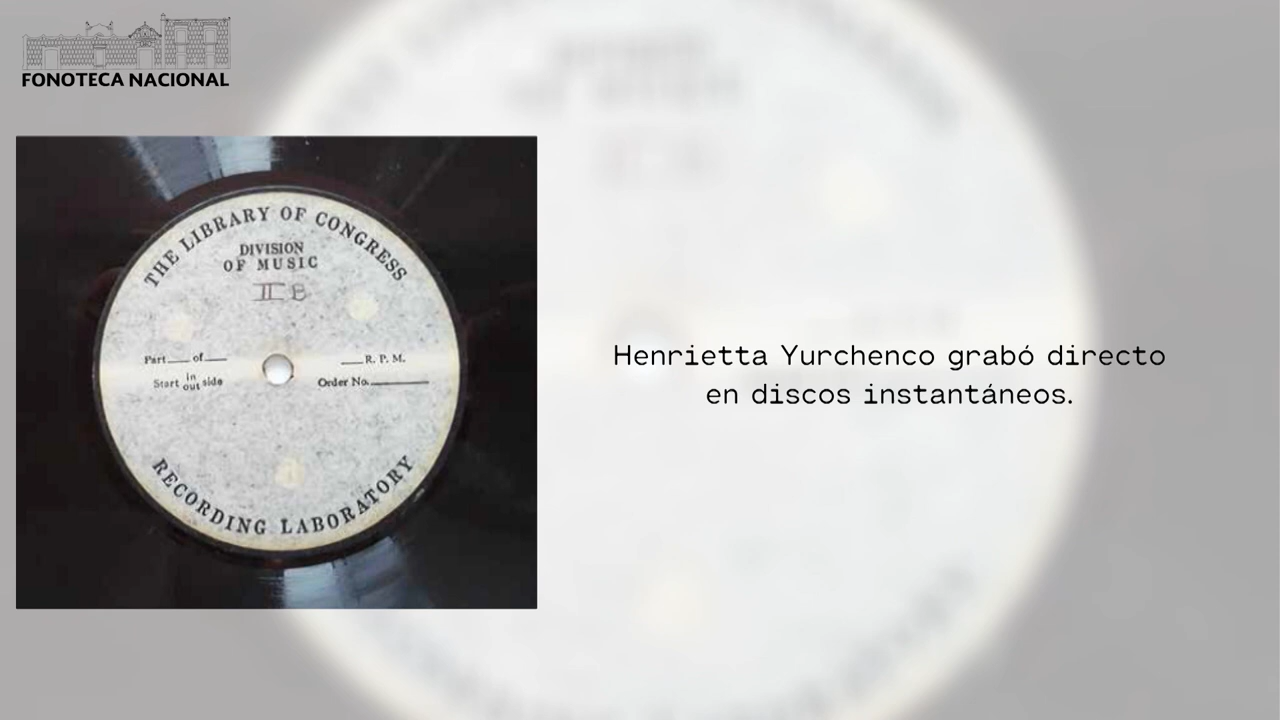 FONOTECA NACIONAL
THE LIBRARY OF CONGRESS
DIVISION
OF MUSIC
II B
Part of
R. P. M.
Start in out side
Order No.
RECORDING LABORATORY
Henrietta Yurchenco grabó directo
en discos instantáneos.